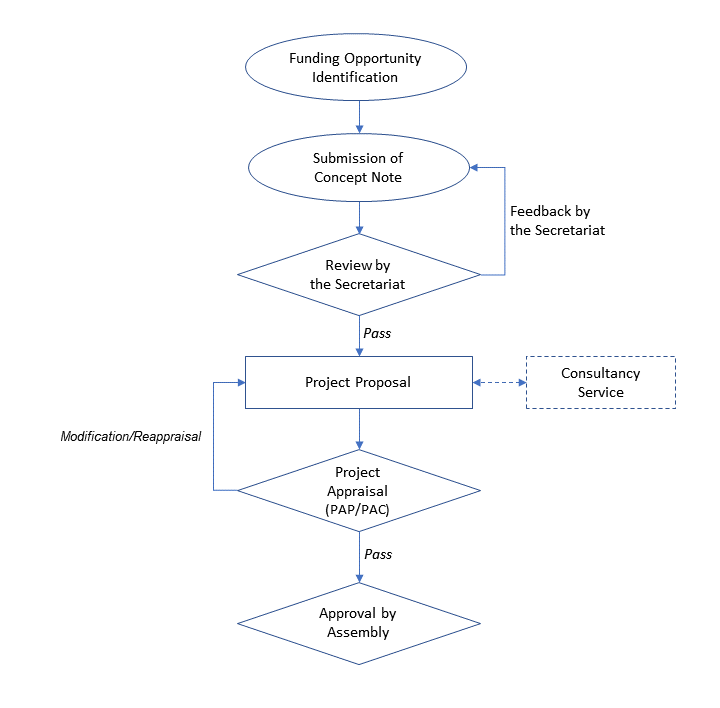 Funding Opportunity
Identification
Submission of
Concept Note
Feedback by
the Secretariat
Review by
the Secretariat
Pass
Project Proposal
Consultancy
Service
Modification/Reappraisal
Project
Appraisal
(PAP/PAC)
Pass
Approval by
Assembly